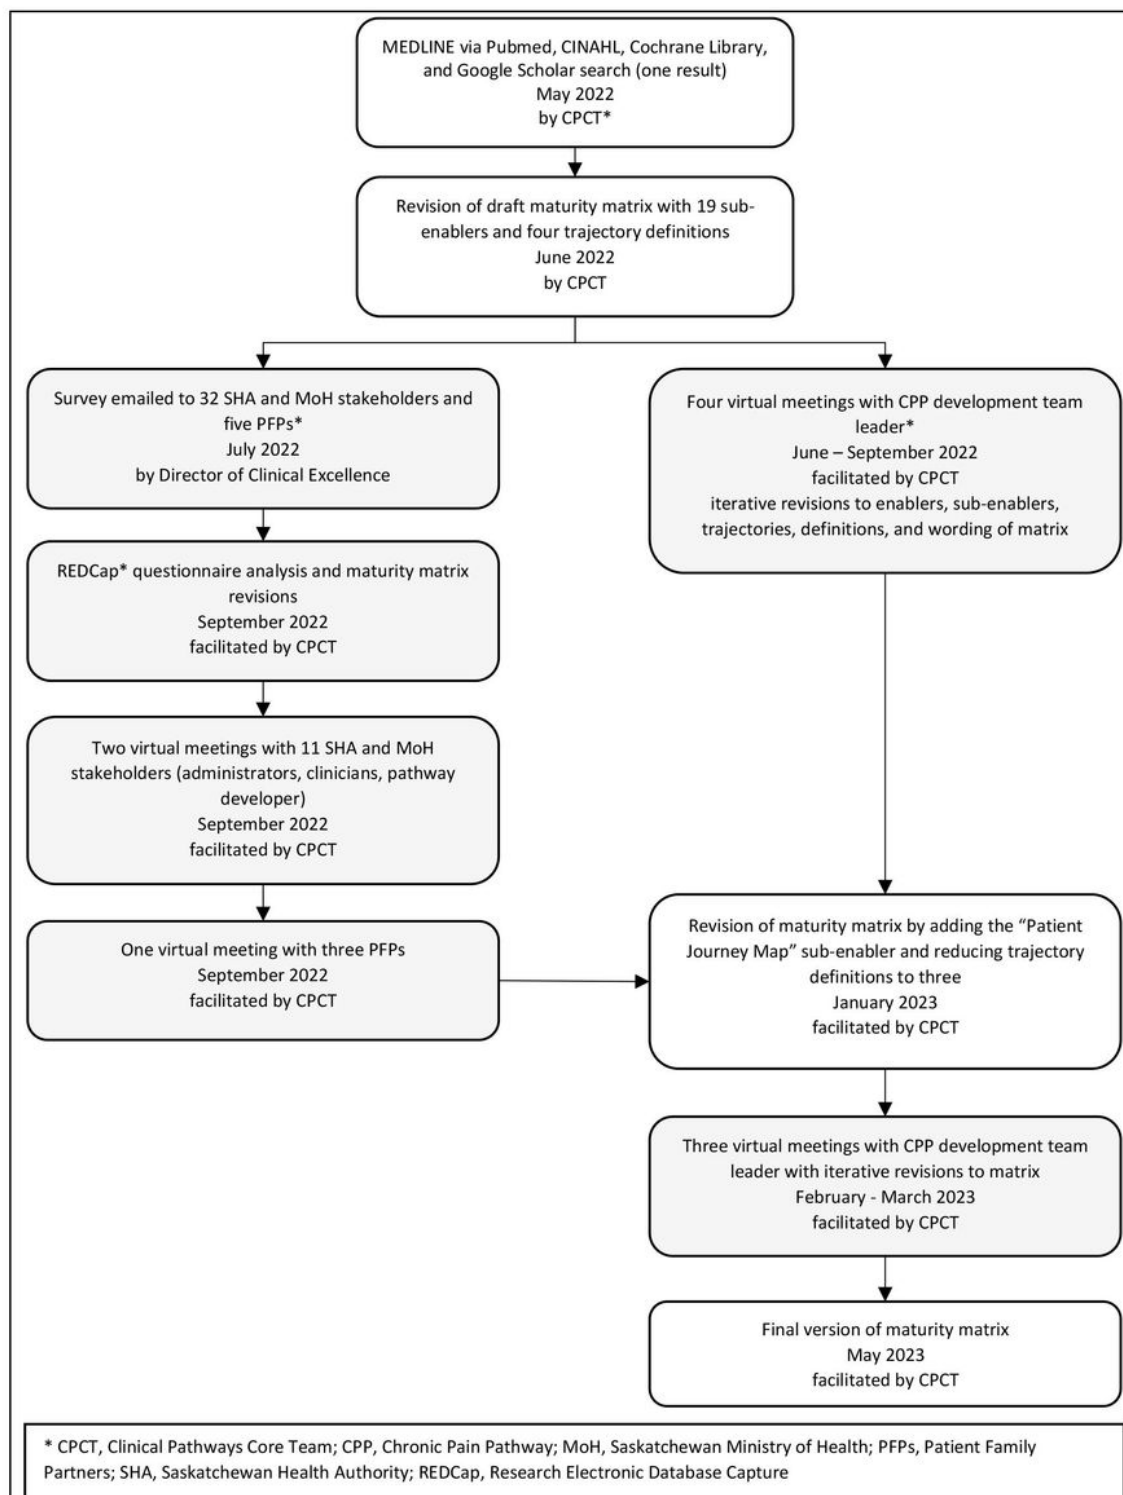 MEDLINE via Pubmed, CINAHL, Cochrane Library,
and Google Scholar search (one result)
May 2022
by CPCT*
Revision of draft maturity matrix with 19 sub-
enablers and four trajectory definitions
June 2022
by CPCT
Survey emailed to 32 SHA and MoH stakeholders and
five PFPs*
July 2022
by Director of Clinical Excellence
Four virtual meetings with CPP development team
leader*
June – September 2022
facilitated by CPCT
iterative revisions to enablers, sub-enablers,
trajectories, definitions, and wording of matrix
REDCap* questionnaire analysis and maturity matrix
revisions
September 2022
facilitated by CPCT
Two virtual meetings with 11 SHA and MoH
stakeholders (administrators, clinicians, pathway
developer)
September 2022
facilitated by CPCT
One virtual meeting with three PFPs
September 2022
facilitated by CPCT
Revision of maturity matrix by adding the “Patient
Journey Map” sub-enabler and reducing trajectory
definitions to three
January 2023
facilitated by CPCT
Three virtual meetings with CPP development team
leader with iterative revisions to matrix
February - March 2023
facilitated by CPCT
Final version of maturity matrix
May 2023
facilitated by CPCT
* CPCT, Clinical Pathways Core Team; CPP, Chronic Pain Pathway; MoH, Saskatchewan Ministry of Health; PFPs, Patient Family
Partners; SHA, Saskatchewan Health Authority; REDCap, Research Electronic Database Capture